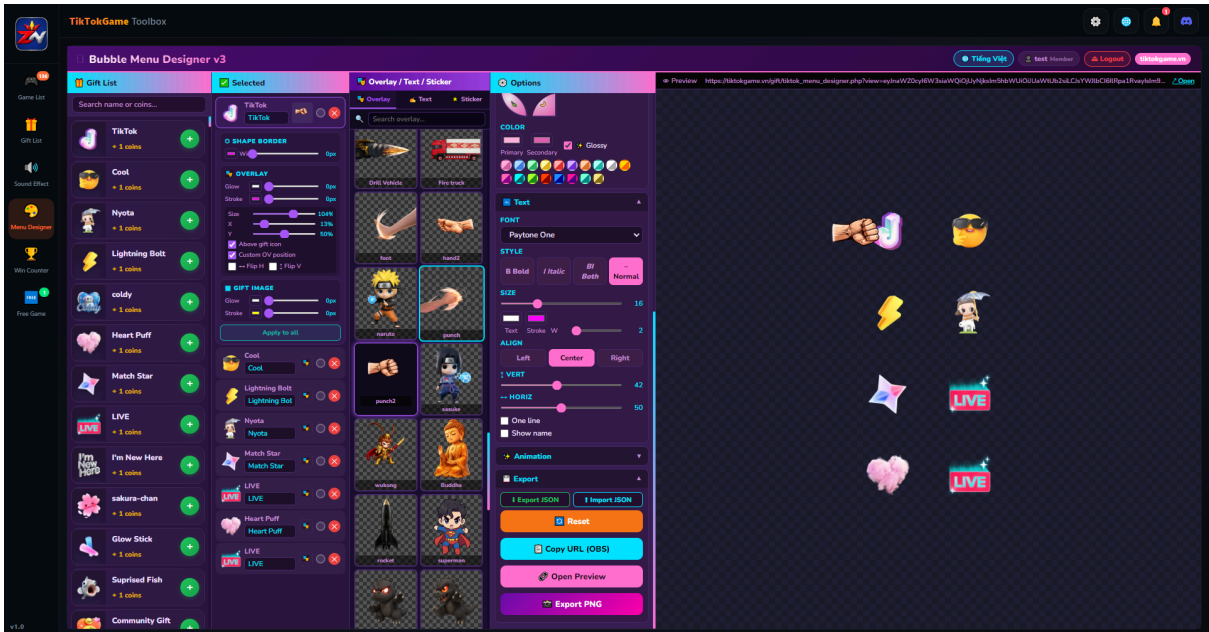 TikTokGame Toolbox
1
Bubble Menu Designer v3
Tiếng Việt
test Member
Logout
tiktokgame.vn
Game List
Gift List
Sound Effect
Menu Designer
Win Counter
FREE
1
Free Game
v1.0
Gift List
Search name or coins...
TikTok
1 coins
Cool
1 coins
Nyota
1 coins
Lightning Bolt
1 coins
coldy
1 coins
Heart Puff
1 coins
Match Star
1 coins
LIVE
LIVE
1 coins
I'm New Here
I'm New Here
1 coins
sakura-chan
1 coins
Glow Stick
1 coins
Suprised Fish
1 coins
Community Gift
Selected
TikTok
TikTok
SHAPE BORDER
0px
OVERLAY
Glow 0px
Stroke 0px
Size 104%
X 13%
Y 50%
Above gift icon
Custom OV position
Flip H Flip V
GIFT IMAGE
Glow 0px
Stroke 0px
Apply to all
Cool
Cool
Lightning Bolt
Lightning Bol
Nyota
Nyota
Match Star
Match Star
LIVE
LIVE
LIVE
Heart Puff
Heart Puff
LIVE
LIVE
LIVE
Overlay / Text / Sticker
Overlay Text Sticker
Search overlay...
Drill Vehicle Fire truck
foot hand2
naruto punch
punch2 sasuke
wukong Buddha
rocket superman
Options
COLOR
Primary Secondary Glossy
Text
FONT
Paytone One
STYLE
B Bold I Italic BI Both – Normal
SIZE
16
Text Stroke W 2
ALIGN
Left Center Right
VERT
42
HORIZ
50
One line
Show name
Animation
Export
Export JSON Import JSON
Reset
Copy URL (OBS)
Open Preview
Export PNG
Preview
Open
LIVE
LIVE